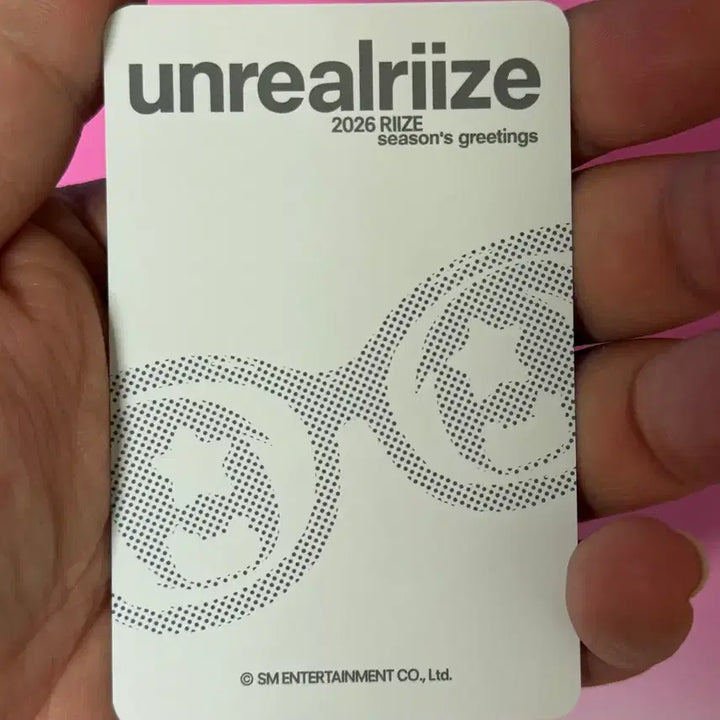 unrealriize
2026 RIIZE
season's greetings
© SM ENTERTAINMENT CO., Ltd.